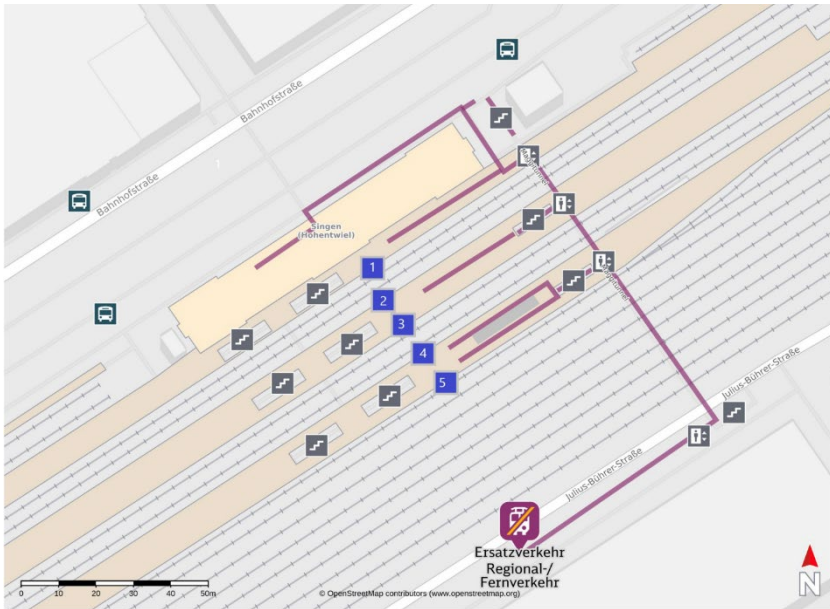 Bahnhofstraße
Bahnhofstraße
Singen
(Hohentwiel)
1
2
3
4
5
Julius-Bührer-Straße
Julius-Bührer-Straße
Ersatzverkehr
Regional-/
Fernverkehr
0 10 20 30 40 50m
© OpenStreetMap contributors (www.openstreetmap.org)
N